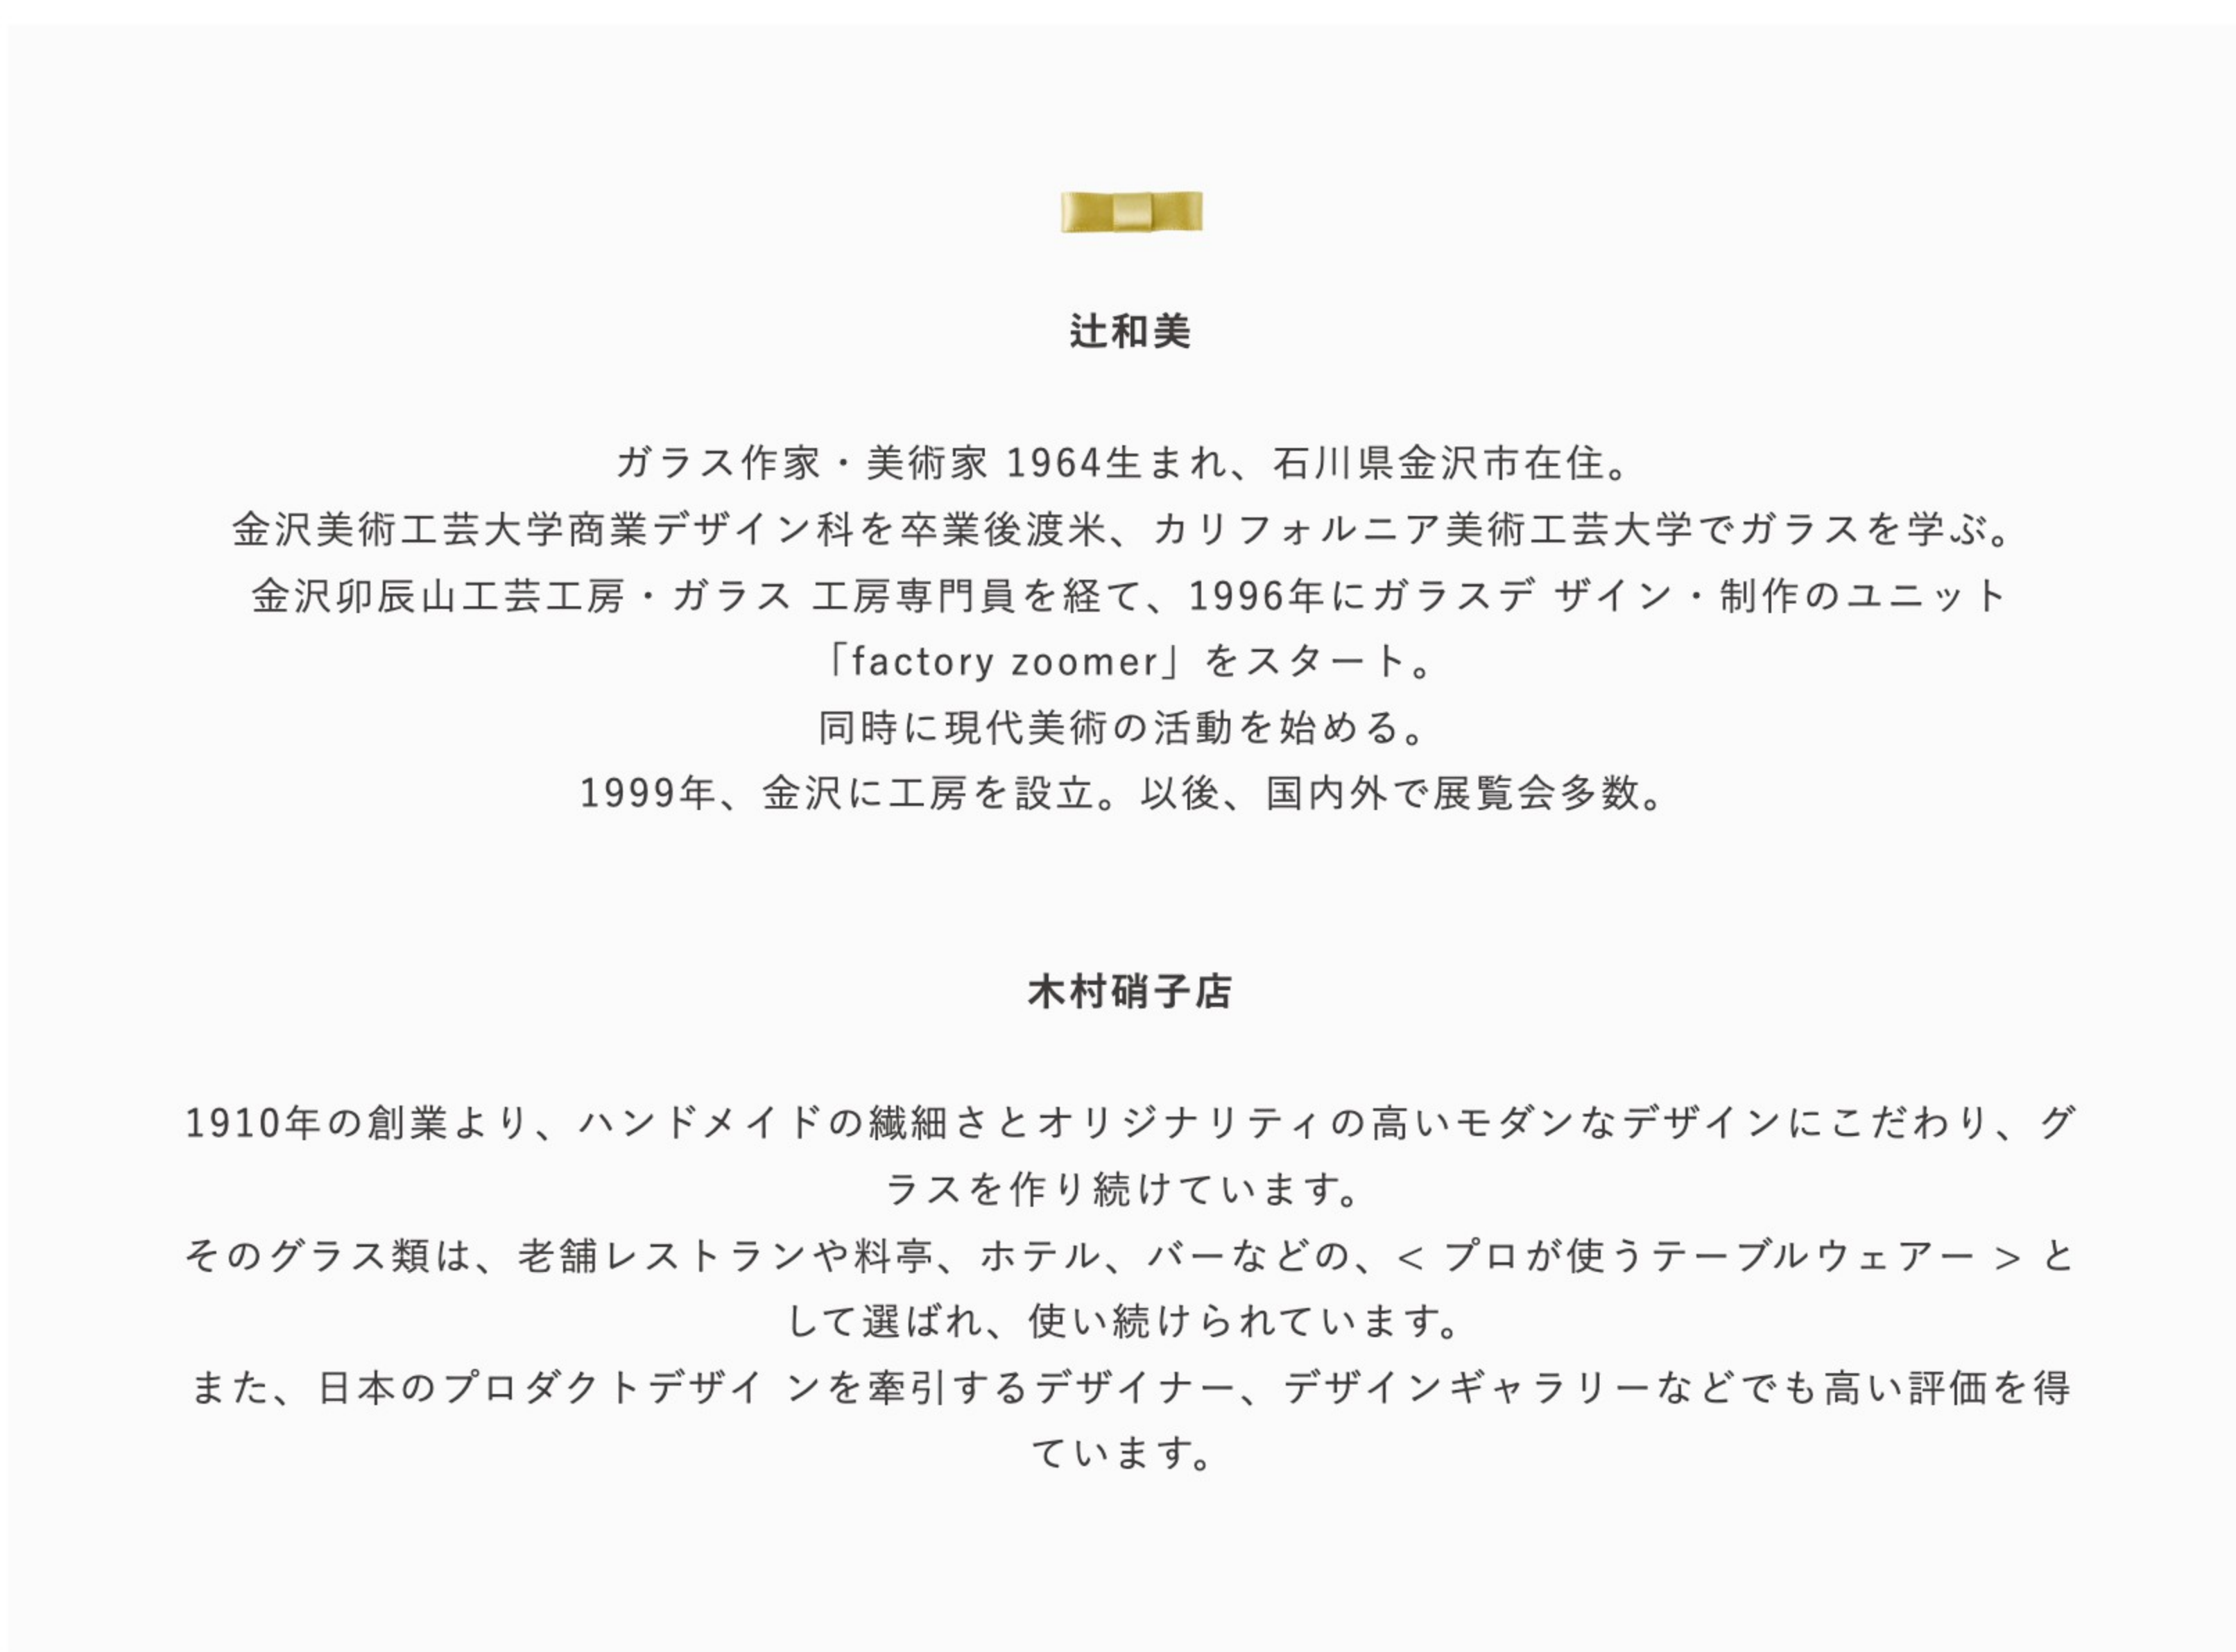 辻和美
ガラス作家・美術家 1964生まれ、石川県金沢市在住。
金沢美術工芸大学商業デザイン科を卒業後渡米、カリフォルニア美術工芸大学でガラスを学ぶ。
金沢卯辰山工芸工房・ガラス 工房専門員を経て、1996年にガラスデ ザイン・制作のユニット
「factory zoomer」をスタート。
同時に現代美術の活動を始める。
1999年、金沢に工房を設立。以後、国内外で展覧会多数。
木村硝子店
1910年の創業より、ハンドメイドの繊細さとオリジナリティの高いモダンなデザインにこだわり、グ
ラスを作り続けています。
そのグラス類は、老舗レストランや料亭、ホテル、バーなどの、< プロが使うテーブルウェアー > と
して選ばれ、使い続けられています。
また、日本のプロダクトデザイ ンを牽引するデザイナー、デザインギャラリーなどでも高い評価を得
ています。